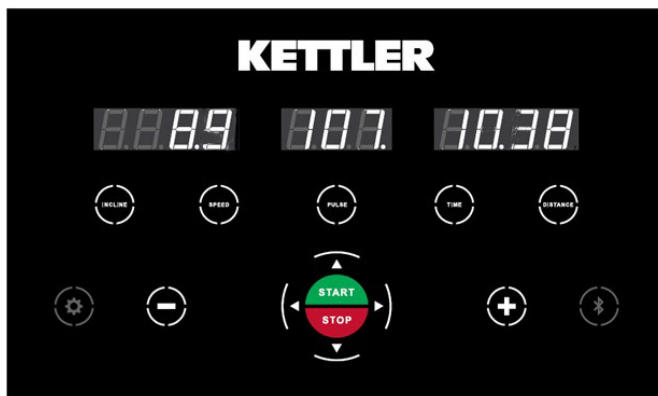 KETTLER
8.9 107. 10.38
INCLINE SPEED PULSE TIME DISTANCE
START
STOP